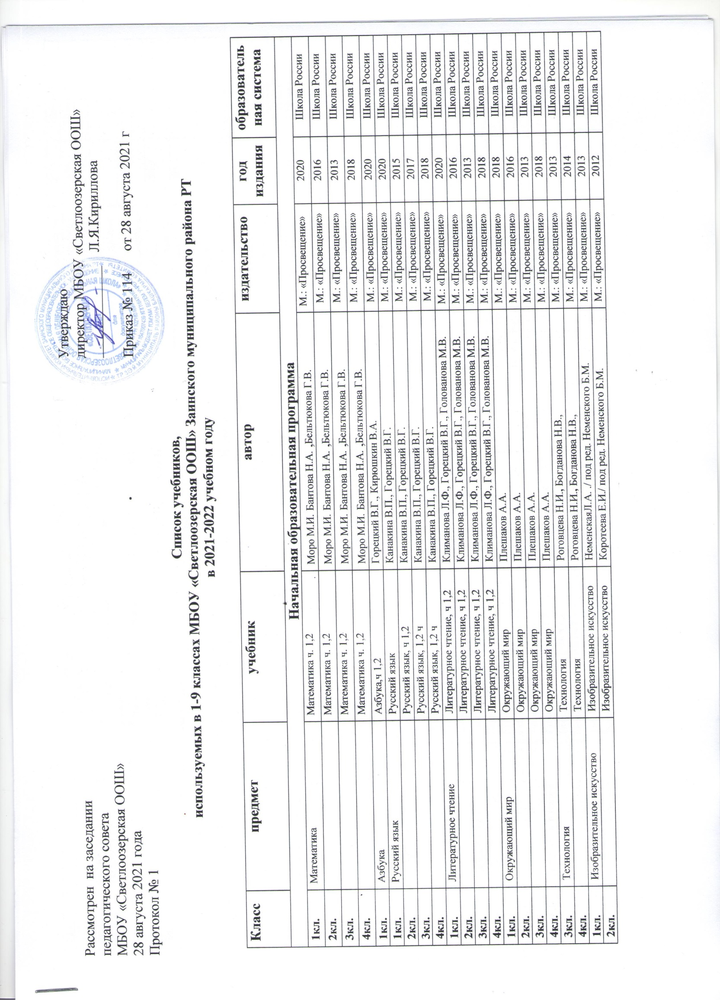 Рассмотрен на заседании
педагогического совета
МБОУ «Светлоозерская ООШ»
28 августа 2021 года
Протокол № 1
Утверждаю
директор МБОУ «Светлоозерская ООШ»
Л.Я.Кириллова
Приказ № 114 от 28 августа 2021 г
Список учебников,
используемых в 1-9 классах МБОУ «Светлоозерская ООШ» Заинского муниципального района РТ
в 2021-2022 учебном году
Класс предмет учебник автор издательство год издания образователь ная система
Начальная образовательная программа
1кл. Математика Математика ч. 1,2 Моро М.И. Бантова Н.А. ,Бельтюкова Г.В. М.: «Просвещение» 2020 Школа России
2кл. Математика ч. 1,2 Моро М.И. Бантова Н.А. ,Бельтюкова Г.В. М.: «Просвещение» 2016 Школа России
3кл. Математика ч. 1,2 Моро М.И. Бантова Н.А. ,Бельтюкова Г.В. М.: «Просвещение» 2013 Школа России
4кл. Математика ч. 1,2 Моро М.И. Бантова Н.А. ,Бельтюкова Г.В. М.: «Просвещение» 2018 Школа России
1кл. Азбука Азбука,ч 1,2 Горецкий В.Г., Кирюшкин В.А. М.: «Просвещение» 2020 Школа России
1кл. Русский язык Русский язык Канакина В.П., Горецкий В.Г. М.: «Просвещение» 2020 Школа России
2кл. Русский язык, ч 1,2 Канакина В.П., Горецкий В.Г. М.: «Просвещение» 2015 Школа России
3кл. Русский язык, 1,2 ч Канакина В.П., Горецкий В.Г. М.: «Просвещение» 2017 Школа России
4кл. Русский язык, 1,2 ч Канакина В.П., Горецкий В.Г. М.: «Просвещение» 2018 Школа России
1кл. Литературное чтение Литературное чтение, ч 1,2 Климанова Л.Ф., Горецкий В.Г., Голованова М.В. М.: «Просвещение» 2020 Школа России
2кл. Литературное чтение, ч 1,2 Климанова Л.Ф., Горецкий В.Г., Голованова М.В. М.: «Просвещение» 2016 Школа России
3кл. Литературное чтение, ч 1,2 Климанова Л.Ф., Горецкий В.Г., Голованова М.В. М.: «Просвещение» 2013 Школа России
4кл. Литературное чтение, ч 1,2 Климанова Л.Ф., Горецкий В.Г., Голованова М.В. М.: «Просвещение» 2018 Школа России
1кл. Окружающий мир Окружающий мир Плешаков А.А. М.: «Просвещение» 2018 Школа России
2кл. Окружающий мир Плешаков А.А. М.: «Просвещение» 2016 Школа России
3кл. Окружающий мир Плешаков А.А. М.: «Просвещение» 2013 Школа России
4кл. Окружающий мир Плешаков А.А. М.: «Просвещение» 2018 Школа России
3кл. Технология Технология Роговцева Н.И., Богданова Н.В., М.: «Просвещение» 2013 Школа России
4кл. Технология Роговцева Н.И., Богданова Н.В., М.: «Просвещение» 2014 Школа России
1кл. Изобразительное искусство Изобразительное искусство НеменскаяЛ.А. ./ под ред. Неменского Б.М. М.: «Просвещение» 2013 Школа России
2кл. Изобразительное искусство Коротеева Е.И./ под ред. Неменского Б.М. М.: «Просвещение» 2012 Школа России